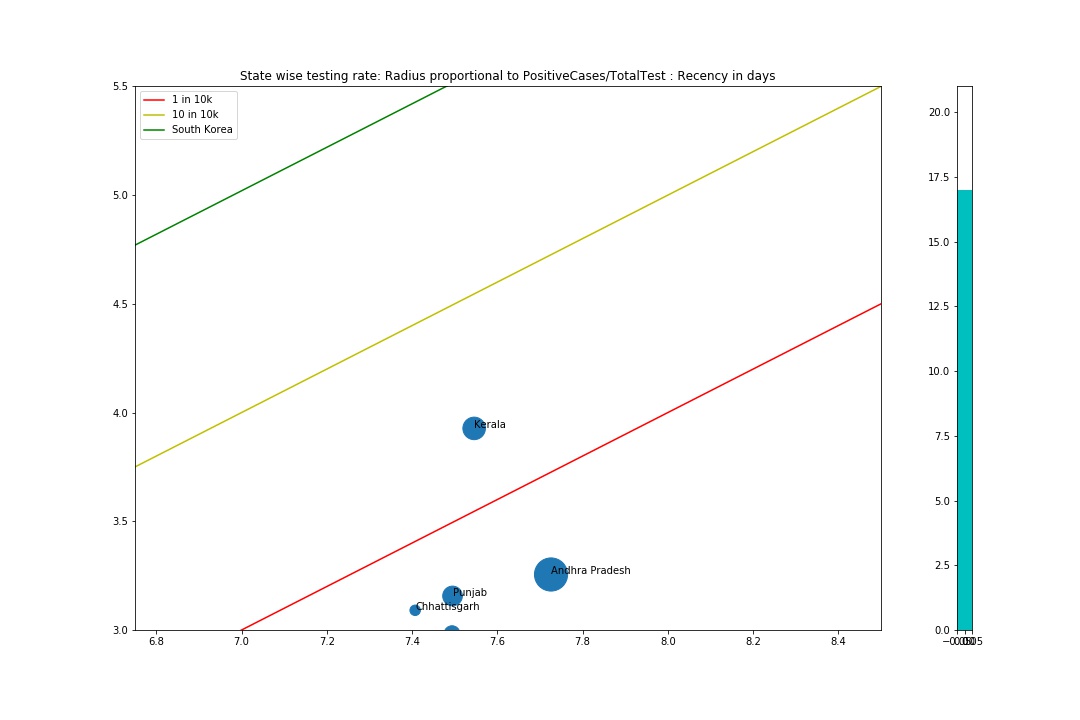 State wise testing rate: Radius proportional to PositiveCases/TotalTest : Recency in days
1 in 10k
10 in 10k
South Korea
5.5
5.0
4.5
4.0
3.5
3.0
Kerala
Andhra Pradesh
Punjab
Chhattisgarh
6.8 7.0 7.2 7.4 7.6 7.8 8.0 8.2 8.4
20.0
17.5
15.0
12.5
10.0
7.5
5.0
2.5
0.0